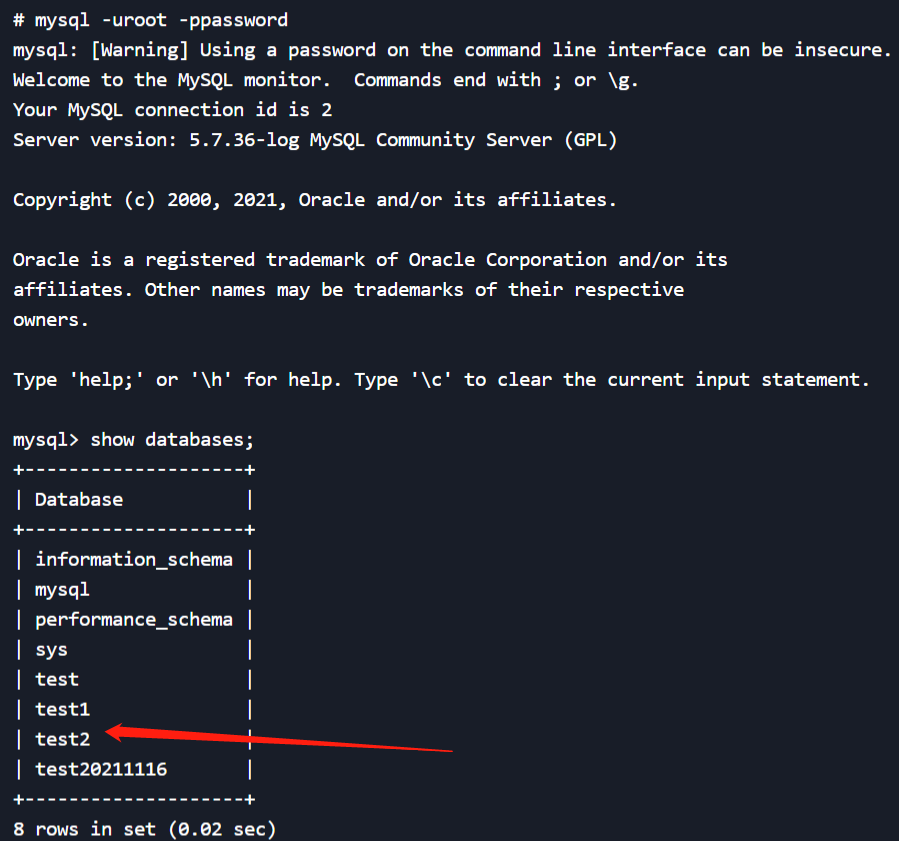 # mysql -uroot -ppassword
mysql: [Warning] Using a password on the command line interface can be insecure.
Welcome to the MySQL monitor.  Commands end with ; or \g.
Your MySQL connection id is 2
Server version: 5.7.36-log MySQL Community Server (GPL)

Copyright (c) 2000, 2021, Oracle and/or its affiliates.

Oracle is a registered trademark of Oracle Corporation and/or its
affiliates. Other names may be trademarks of their respective
owners.

Type 'help;' or '\h' for help. Type '\c' to clear the current input statement.

mysql> show databases;
+--------------------+
| Database           |
+--------------------+
| information_schema |
| mysql              |
| performance_schema |
| sys                |
| test               |
| test1              |
| test2              |
| test20211116       |
+--------------------+
8 rows in set (0.02 sec)